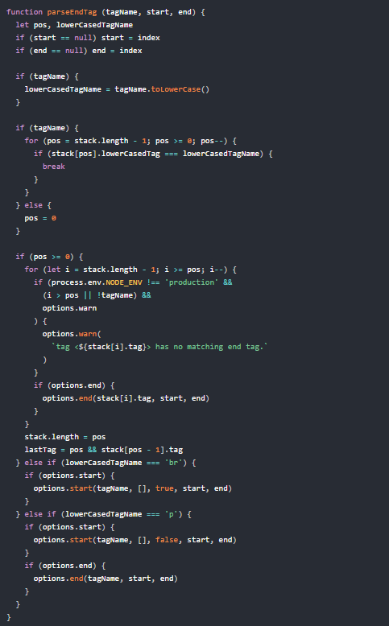 function parseEndTag (tagName, start, end) {
let pos, lowerCasedTagName
if (start == null) start = index
if (end == null) end = index
if (tagName) {
lowerCasedTagName = tagName.toLowerCase()
}
if (tagName) {
for (pos = stack.length - 1; pos >= 0; pos--) {
if (stack[pos].lowerCasedTag === lowerCasedTagName) {
break
}
}
} else {
pos = 0
}
if (pos >= 0) {
for (let i = stack.length - 1; i >= pos; i--) {
if (process.env.NODE_ENV !== 'production' &&
(i > pos || !tagName) &&
options.warn
) {
options.warn(
`tag <${stack[i].tag}> has no matching end tag.`
)
}
if (options.end) {
options.end(stack[i].tag, start, end)
}
}
stack.length = pos
lastTag = pos && stack[pos - 1].tag
} else if (lowerCasedTagName === 'br') {
if (options.start) {
options.start(tagName, [], true, start, end)
}
} else if (lowerCasedTagName === 'p') {
if (options.start) {
options.start(tagName, [], false, start, end)
}
if (options.end) {
options.end(tagName, start, end)
}
}
}